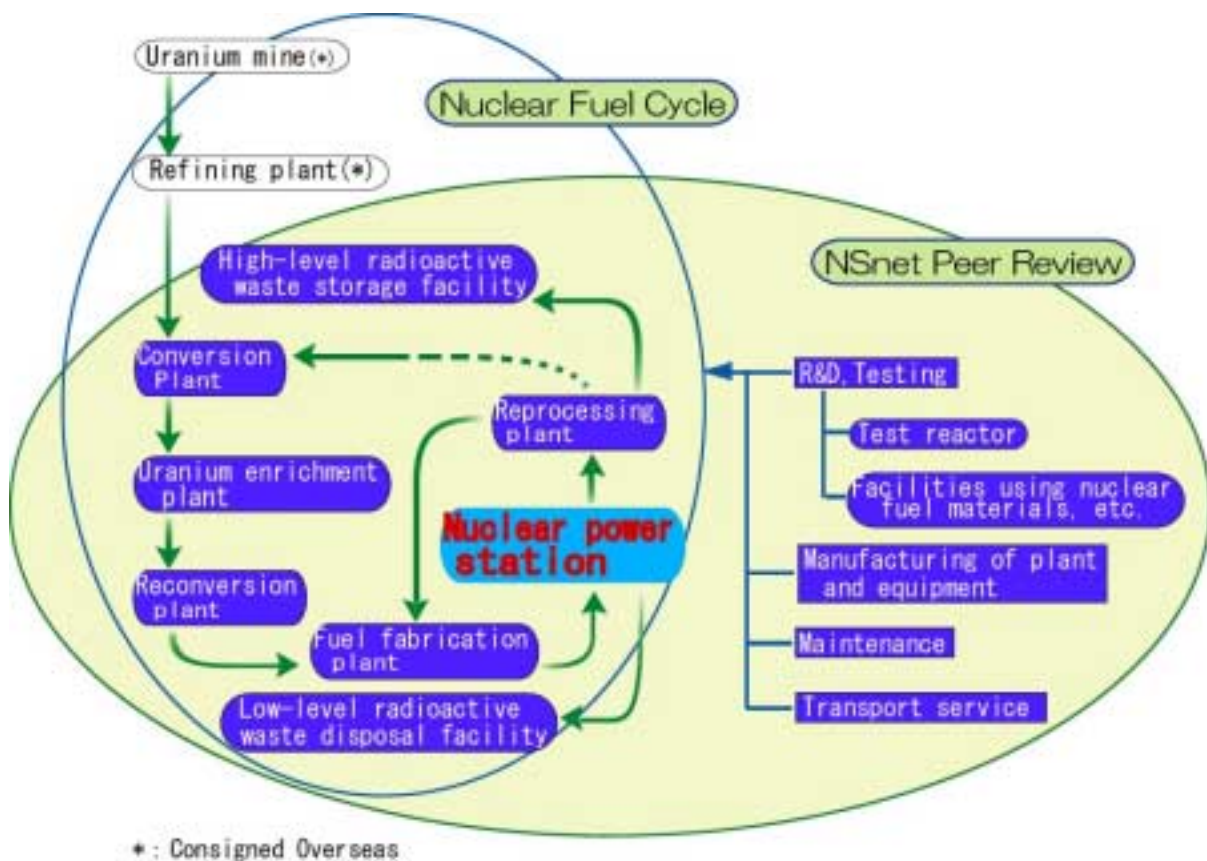 Uranium mine(*)
Nuclear Fuel Cycle
Refining plant(*)
High-level radioactive
waste storage facility
NSnet Peer Review
Conversion
Plant
R&D,Testing
Reprocessing
plant
Test reactor
Uranium enrichment
plant
Facilities using nuclear
fuel materials, etc.
Nuclear power
station
Manufacturing of plant
and equipment
Reconversion
plant
Fuel fabrication
plant
Maintenance
Low-level radioactive
waste disposal facility
Transport service
*: Consigned Overseas